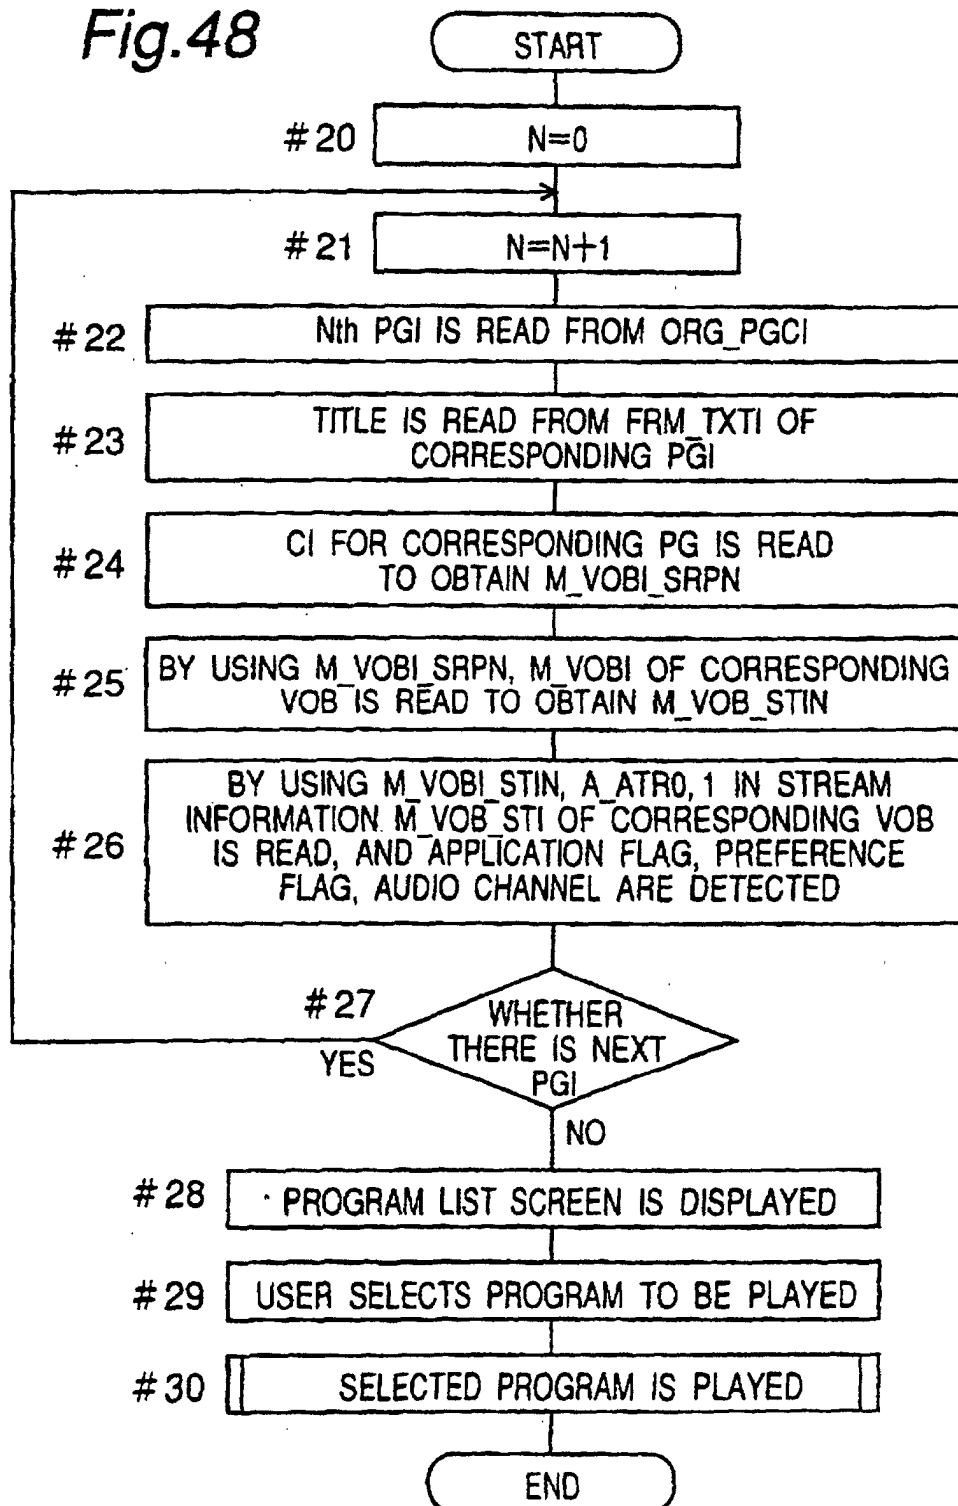 Fig.48
START
#20
N=0
#21
N=N+1
#22
Nth PGI IS READ FROM ORG_PGCI
#23
TITLE IS READ FROM FRM_TXTI OF
CORRESPONDING PGI
#24
CI FOR CORRESPONDING PG IS READ
TO OBTAIN M_VOBI_SRPN
#25
BY USING M_VOBI_SRPN, M_VOBI OF CORRESPONDING
VOB IS READ TO OBTAIN M_VOB_STIN
#26
BY USING M_VOBI_STIN, A_ATR0, 1 IN STREAM
INFORMATION M_VOB_STI OF CORRESPONDING VOB
IS READ, AND APPLICATION FLAG, PREFERENCE
FLAG, AUDIO CHANNEL ARE DETECTED
#27
WHETHER
THERE IS NEXT
PGI
YES
NO
#28
PROGRAM LIST SCREEN IS DISPLAYED
#29
USER SELECTS PROGRAM TO BE PLAYED
#30
SELECTED PROGRAM IS PLAYED
END